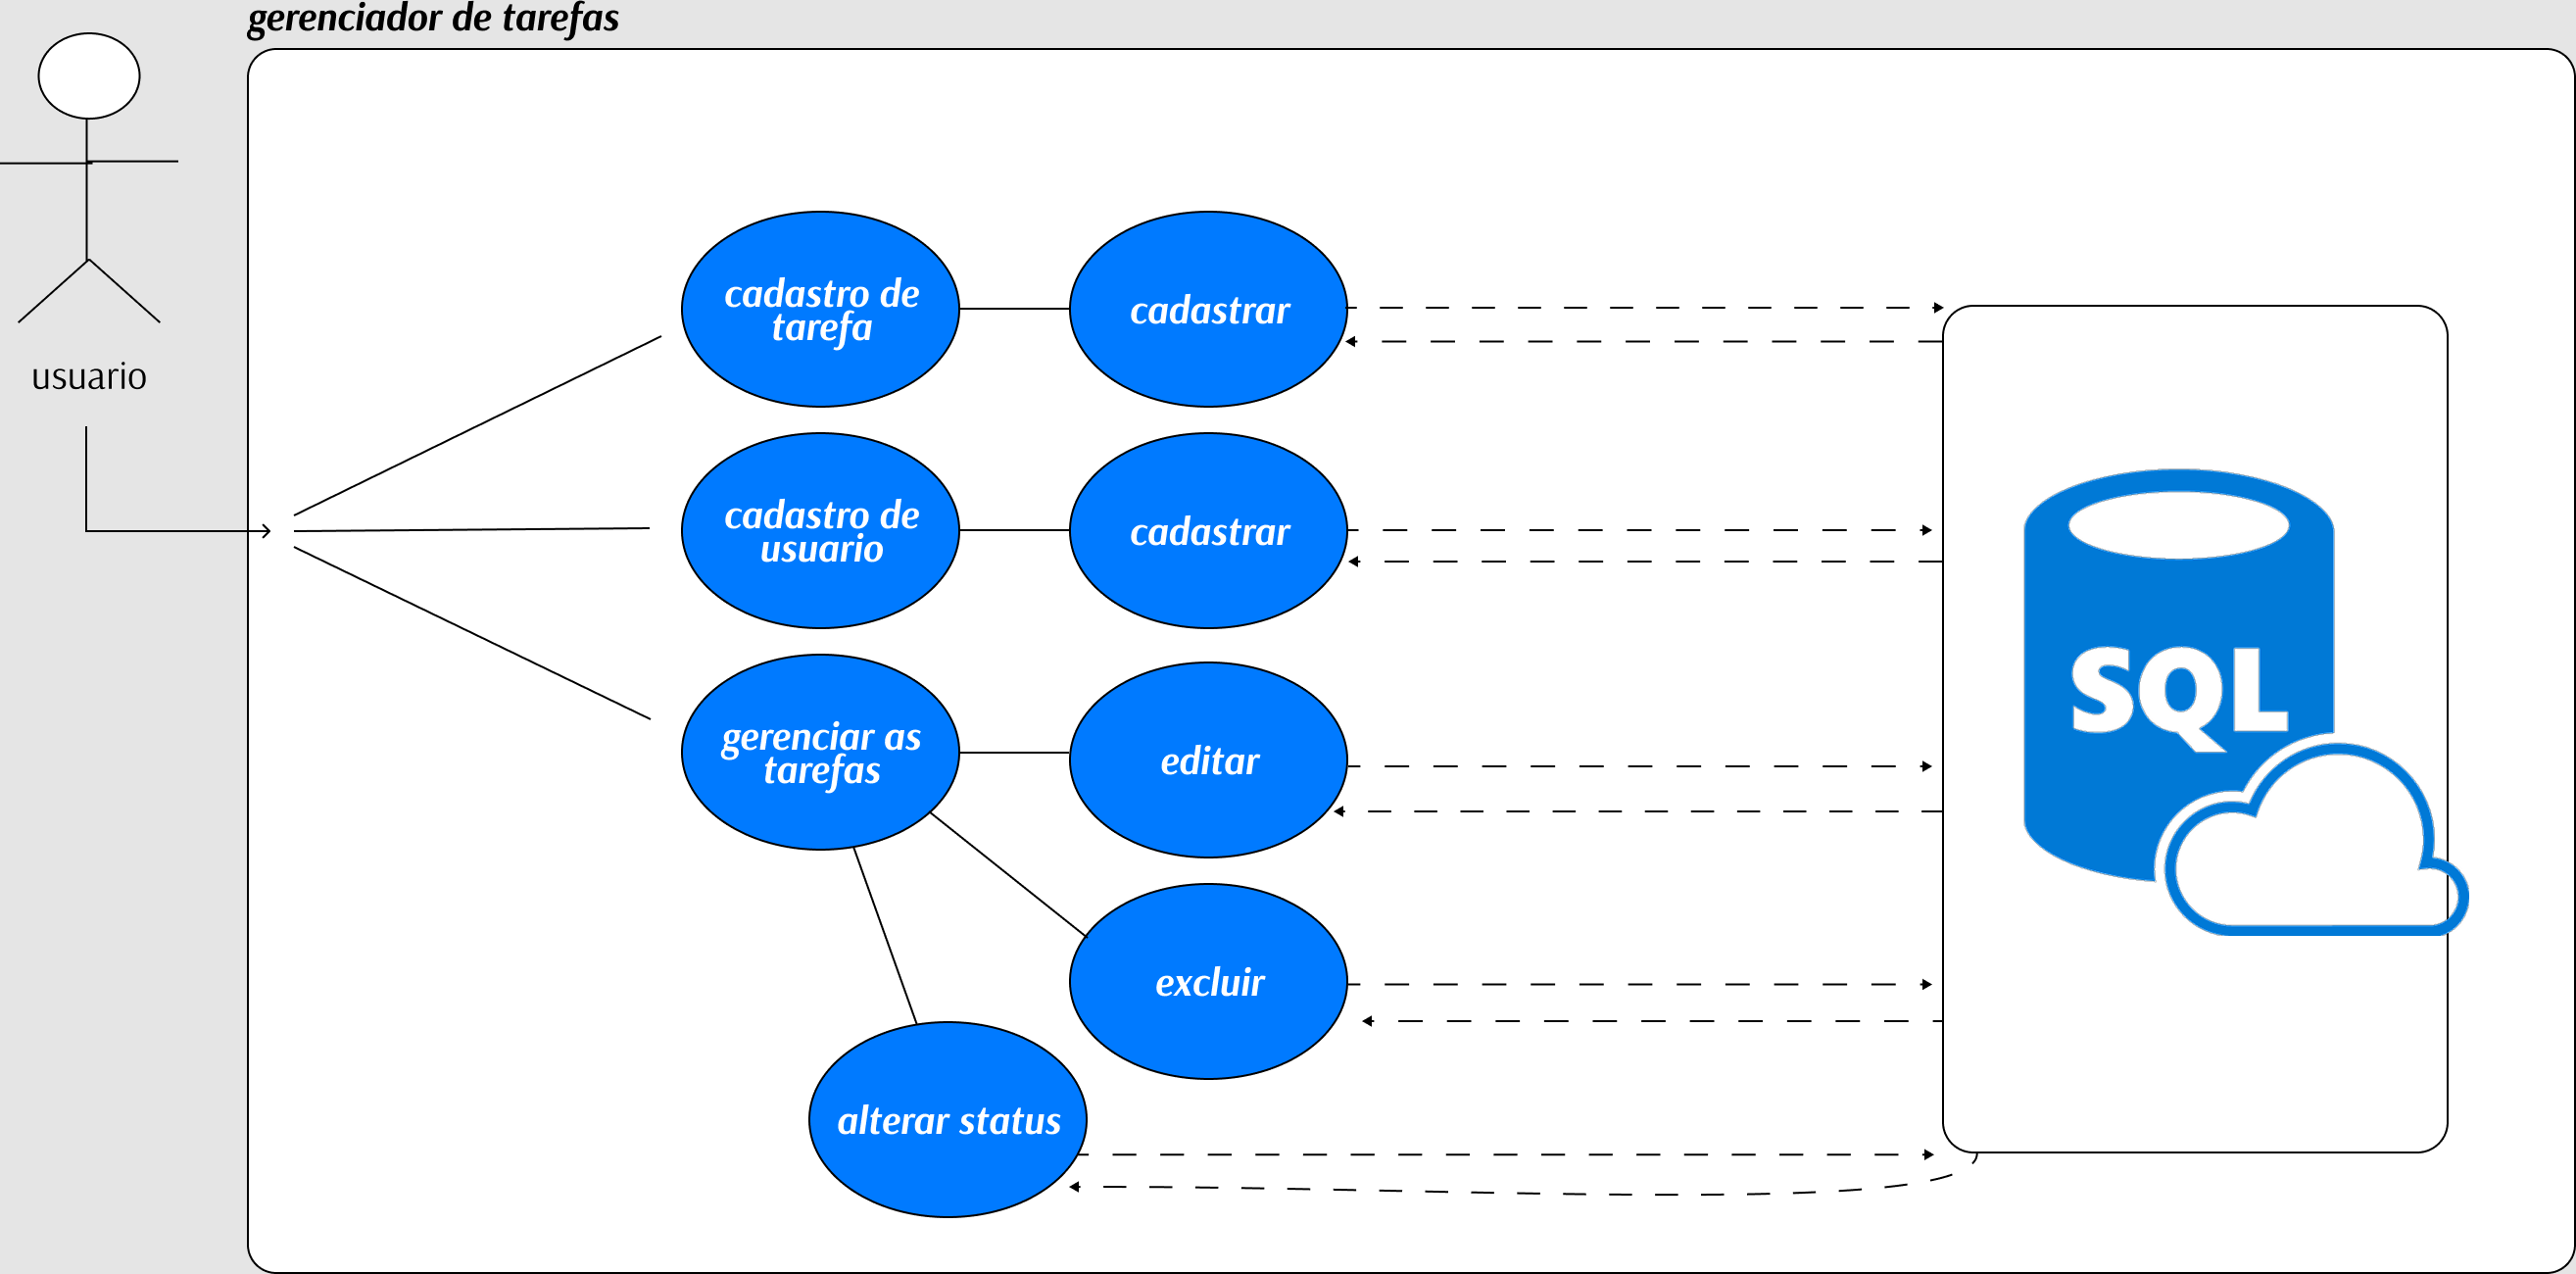 gerenciador de tarefas
usuario
cadastro de
tarefa
cadastrar
cadastro de
usuario
cadastrar
gerenciar as
tarefas
editar
excluir
alterar status
SQL